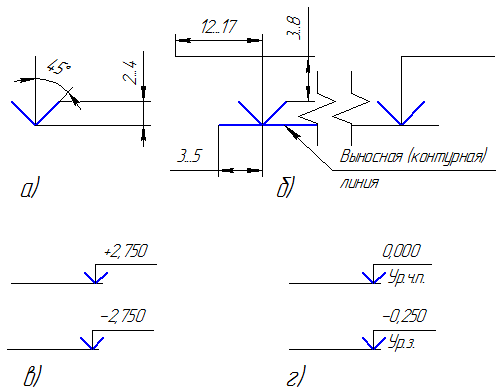 12...17
3...8
45°
2...4
3...5
Выносная (контурная)
линия
а)
б)
+2,750
0,000
Ур.ч.п.
-2,750
-0,250
Ур.з.
в)
г)